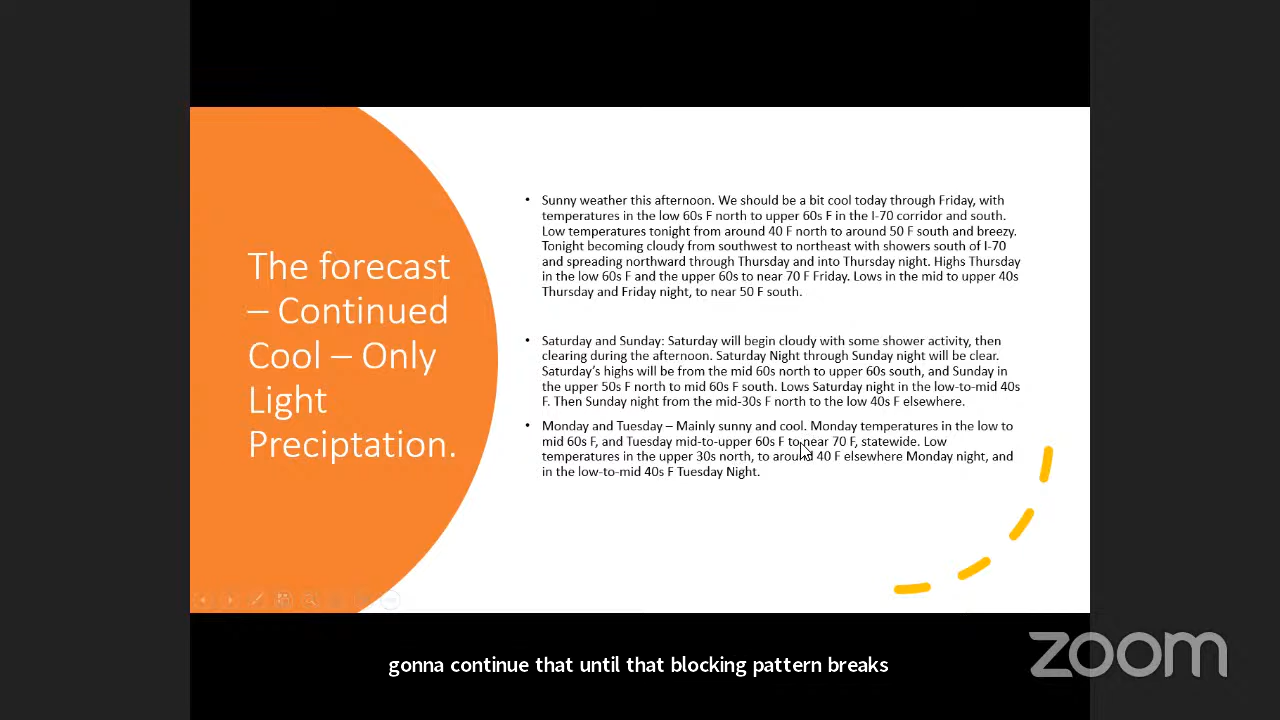 The forecast
– Continued
Cool – Only
Light
Preciptation.
• Sunny weather this afternoon. We should be a bit cool today through Friday, with
temperatures in the low 60s F north to upper 60s F in the I-70 corridor and south.
Low temperatures tonight from around 40 F north to around 50 F south and breezy.
Tonight becoming cloudy from southwest to northeast with showers south of I-70
and spreading northward through Thursday and into Thursday night. Highs Thursday
in the low 60s F and the upper 60s to near 70 F Friday. Lows in the mid to upper 40s
Thursday and Friday night, to near 50 F south.
• Saturday and Sunday: Saturday will begin cloudy with some shower activity, then
clearing during the afternoon. Saturday Night through Sunday night will be clear.
Saturday’s highs will be from the mid 60s north to upper 60s south, and Sunday in
the upper 50s F north to mid 60s F south. Lows Saturday night in the low-to-mid 40s
F. Then Sunday night from the mid-30s F north to the low 40s F elsewhere.
• Monday and Tuesday – Mainly sunny and cool. Monday temperatures in the low to
mid 60s F, and Tuesday mid-to-upper 60s F to near 70 F, statewide. Low
temperatures in the upper 30s north, to around 40 F elsewhere Monday night, and
in the low-to-mid 40s F Tuesday Night.
gonna continue that until that blocking pattern breaks
zoom